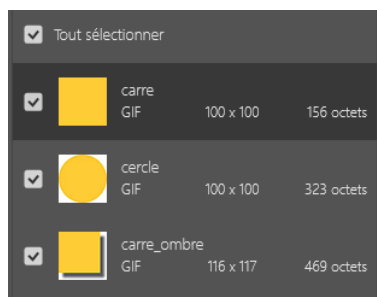 Tout sélectionner
carre
GIF 100 x 100 156 octets
cercle
GIF 100 x 100 323 octets
carre_ombre
GIF 116 x 117 469 octets